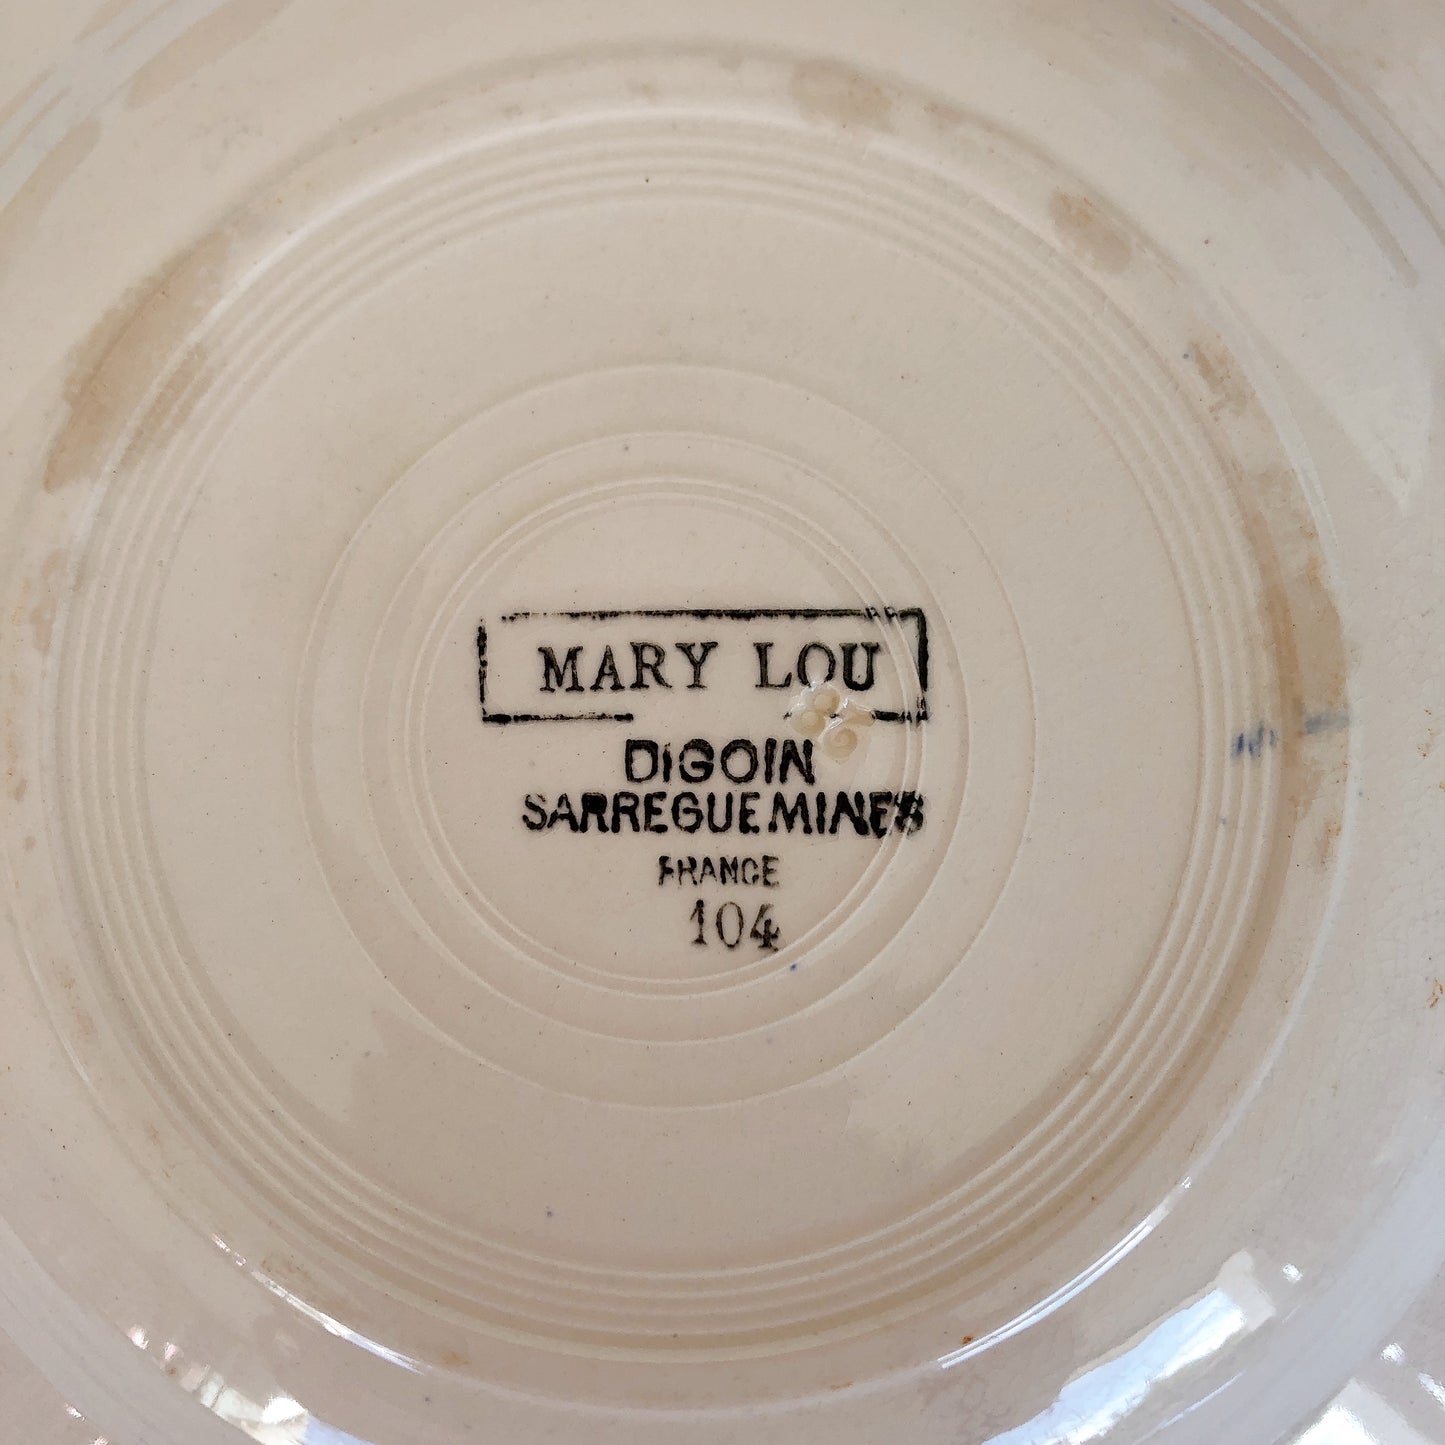 MARY LOU
DIGOIN
SARREGUEMINES
FRANCE
104